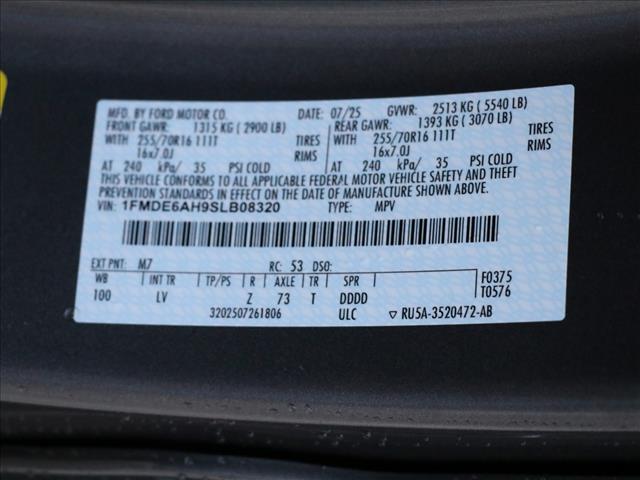 MFD. BY FORD MOTOR CO. DATE: 07/25 GVWR: 2513 KG ( 5540 LB)
FRONT GAWR: 1315 KG ( 2900 LB) REAR GAWR: 1393 KG ( 3070 LB)
WITH 255/70R16 111T TIRES WITH 255/70R16 111T TIRES
16x7.0J RIMS 16x7.0J RIMS
AT 240 kPa/ 35 PSI COLD AT 240 kPa/ 35 PSI COLD
THIS VEHICLE CONFORMS TO ALL APPLICABLE FEDERAL MOTOR VEHICLE SAFETY AND THEFT
PREVENTION STANDARDS IN EFFECT ON THE DATE OF MANUFACTURE SHOWN ABOVE.
VIN: 1FMDE6AH9SLB08320 TYPE: MPV
EXT PNT: M7 RC: 53 DSO: F0375
WB INT TR TP/PS R AXLE TR SPR T0576
100 LV Z 73 T DDDD
3202507261806 ULC ▽ RU5A-3520472-AB